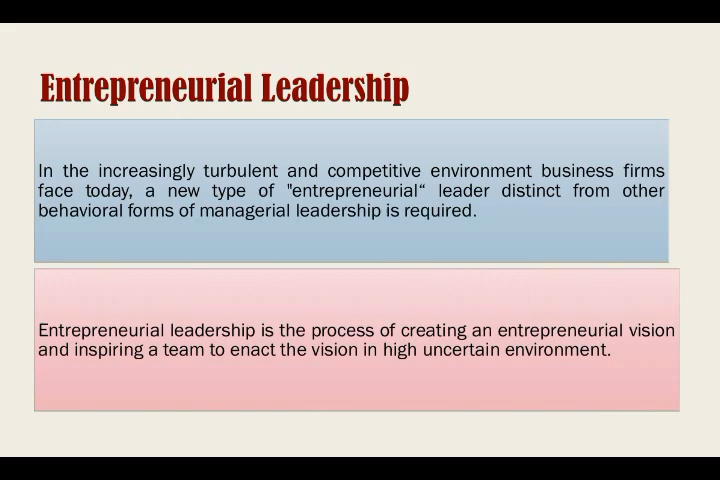 Entrepreneurial Leadership
In the increasingly turbulent and competitive environment business firms
face today, a new type of "entrepreneurial“ leader distinct from other
behavioral forms of managerial leadership is required.
Entrepreneurial leadership is the process of creating an entrepreneurial vision
and inspiring a team to enact the vision in high uncertain environment.